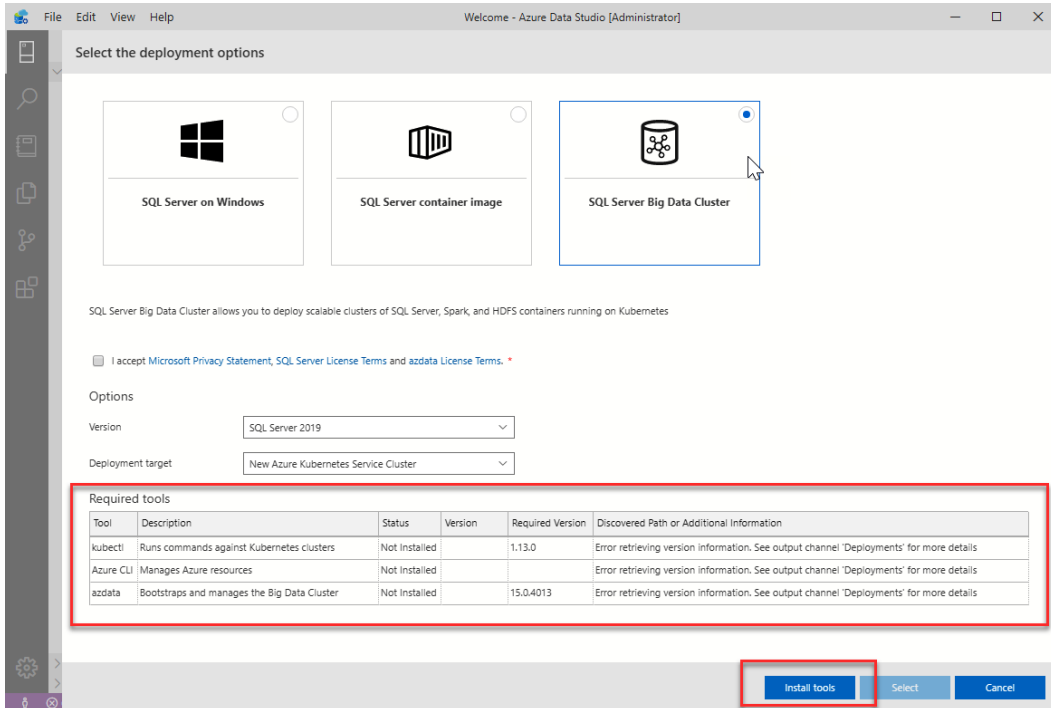 File Edit View Help Welcome - Azure Data Studio [Administrator]
Select the deployment options
SQL Server on Windows
SQL Server container image
SQL Server Big Data Cluster
SQL Server Big Data Cluster allows you to deploy scalable clusters of SQL Server, Spark, and HDFS containers running on Kubernetes
I accept Microsoft Privacy Statement, SQL Server License Terms and azdata License Terms. *
Options
Version SQL Server 2019
Deployment target New Azure Kubernetes Service Cluster
Required tools
Tool Description Status Version Required Version Discovered Path or Additional Information
kubectl Runs commands against Kubernetes clusters Not Installed 1.13.0 Error retrieving version information. See output channel 'Deployments' for more details
Azure CLI Manages Azure resources Not Installed Error retrieving version information. See output channel 'Deployments' for more details
azdata Bootstraps and manages the Big Data Cluster Not Installed 15.0.4013 Error retrieving version information. See output channel 'Deployments' for more details
Install tools Select Cancel